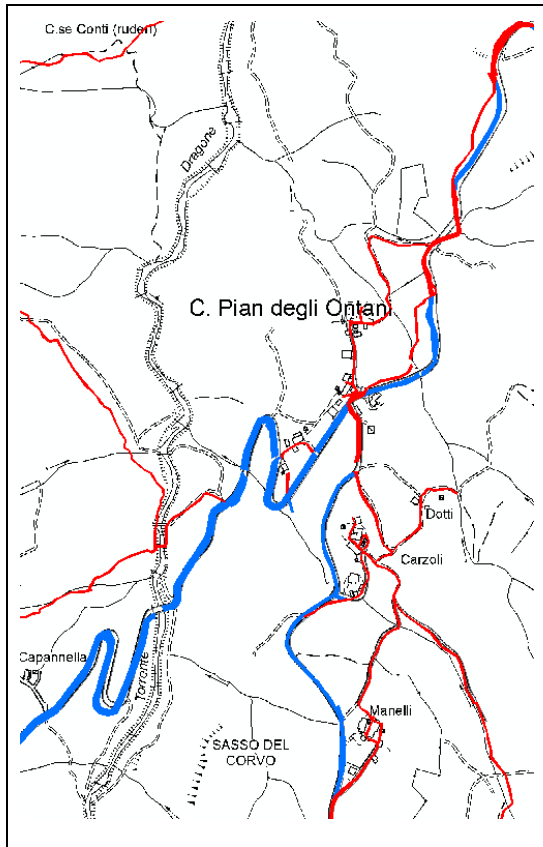 C.se Conti (ruderi)
Dragone
C. Pian degli Ontani
Dotti
Carzoli
Capannella
Torrente
Manelli
SASSO DEL
CORVO